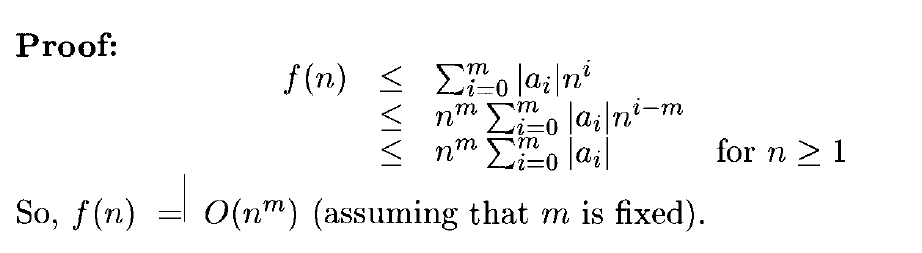 Proof:
f(n) ≤ ∑_{i=0}^{m} |a_i|n^i
≤ n^m ∑_{i=0}^{m} |a_i|n^{i−m}
≤ n^m ∑_{i=0}^{m} |a_i| for n ≥ 1
So, f(n) = O(n^m) (assuming that m is fixed).